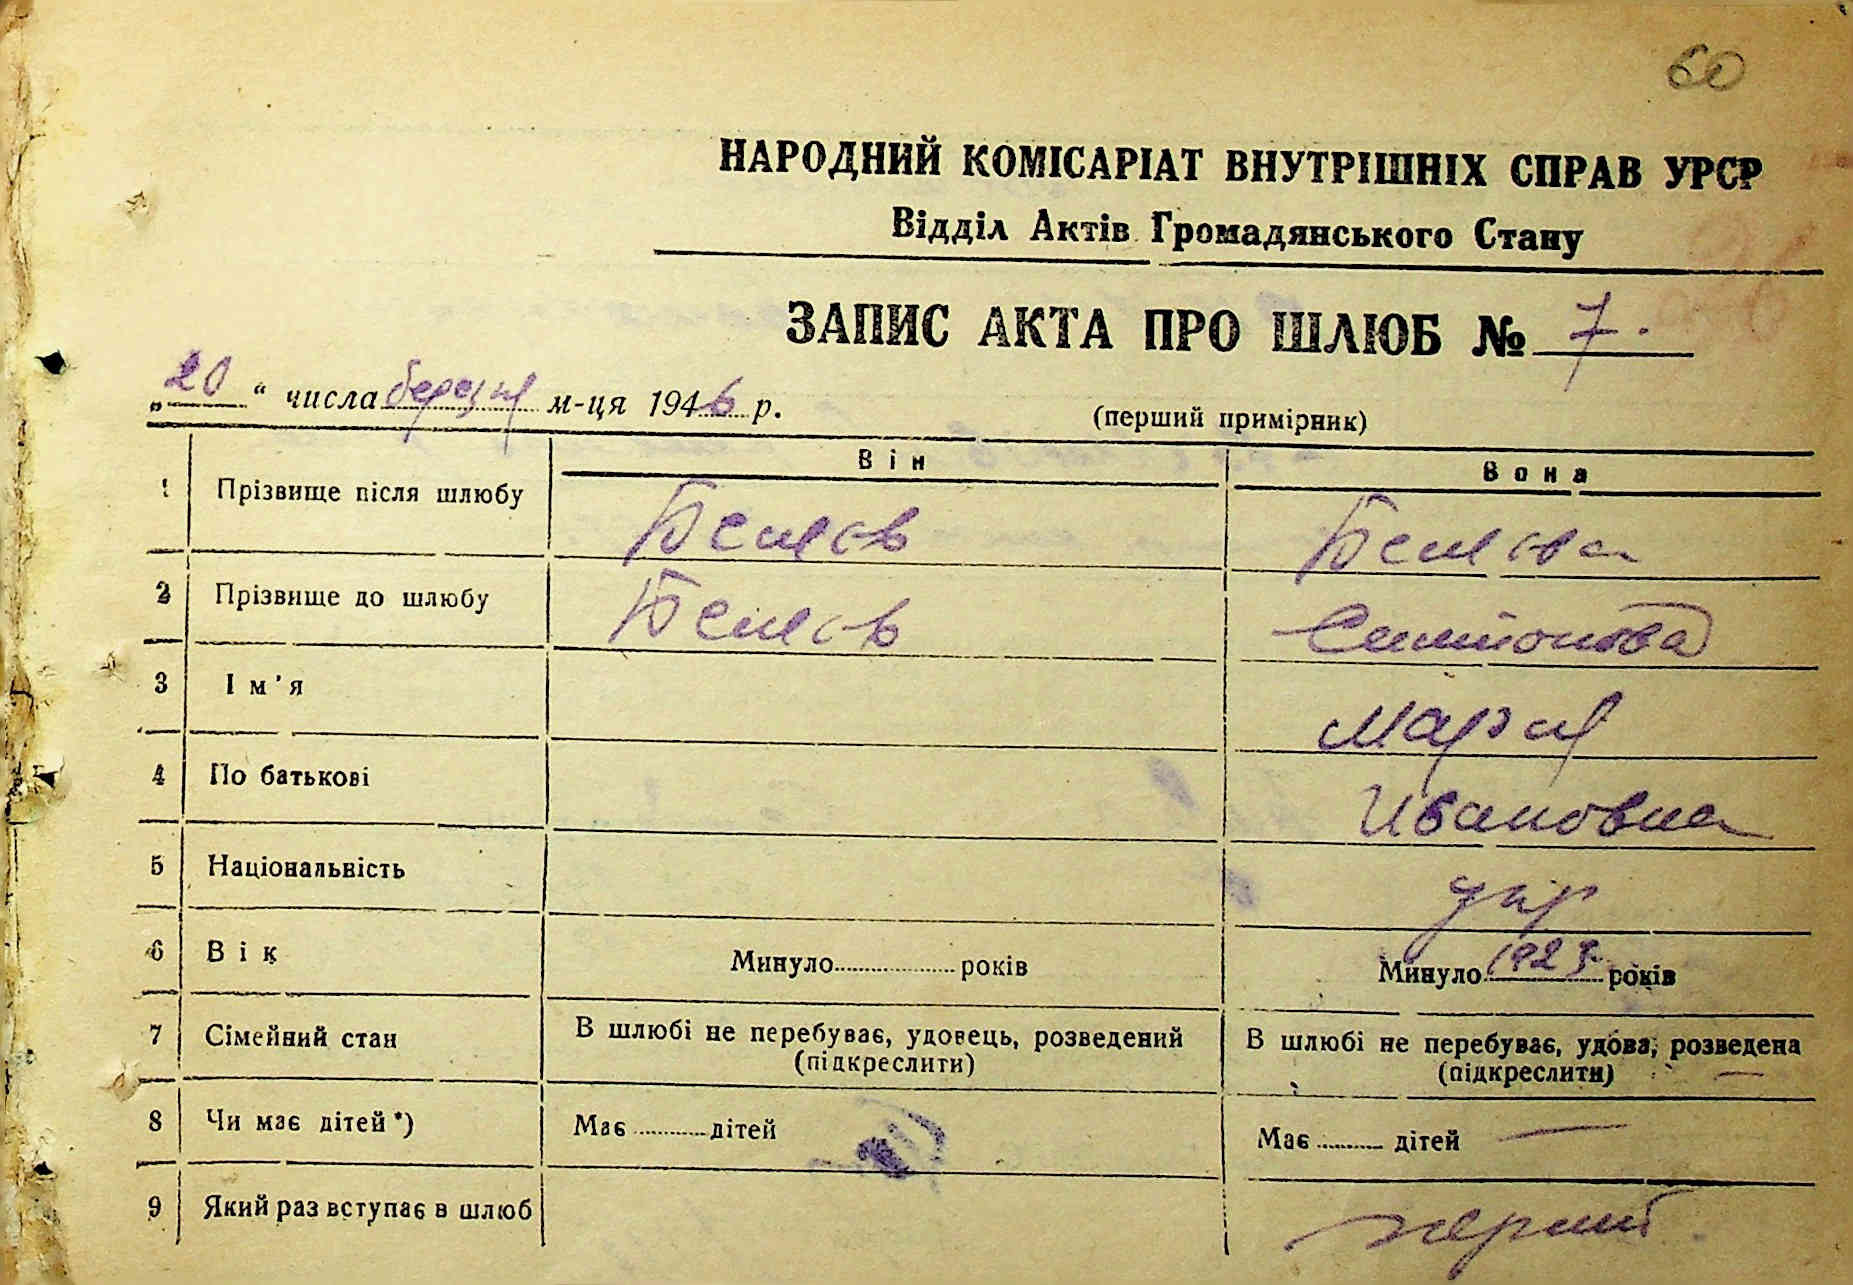 60
НАРОДНИЙ КОМІСАРІАТ ВНУТРІШНІХ СПРАВ УРСР
Відділ Актів Громадянського Стану
ЗАПИС АКТА ПРО ШЛЮБ № 7.
„20“ числа березня м-ця 1946 р.
(перший примірник)
Він Вона
1 Прізвище після шлюбу
2 Прізвище до шлюбу
3 Ім'я Мария
4 По батькові Ивановна
5 Національність укр
6 Вік Минуло років Минуло 1923 років
7 Сімейний стан В шлюбі не перебуває, удовець, розведений (підкреслити) В шлюбі не перебуває, удова, розведена (підкреслити)
8 Чи має дітей*) Має дітей Має дітей —
9 Який раз вступає в шлюб перший